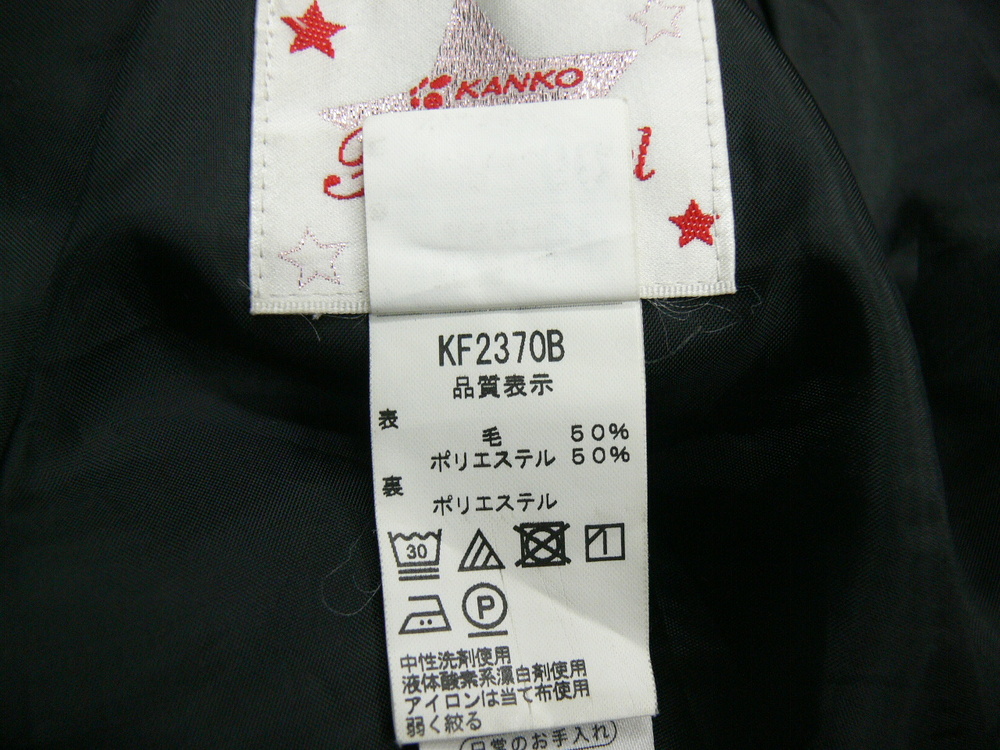 KANKO
KF2370B
品質表示
表
毛 50%
ポリエステル 50%
裏
ポリエステル
30
P
中性洗剤使用
液体酸素系漂白剤使用
アイロンは当て布使用
弱く絞る
日常のお手入れ